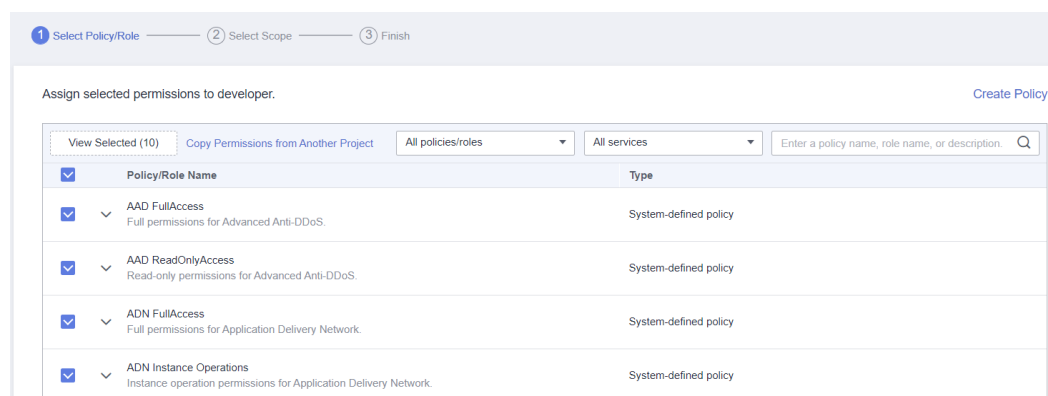 1 Select Policy/Role 2 Select Scope 3 Finish
Assign selected permissions to developer. Create Policy
View Selected (10) Copy Permissions from Another Project All policies/roles All services Enter a policy name, role name, or description.
Policy/Role Name Type
AAD FullAccess
Full permissions for Advanced Anti-DDoS.
System-defined policy
AAD ReadOnlyAccess
Read-only permissions for Advanced Anti-DDoS.
System-defined policy
ADN FullAccess
Full permissions for Application Delivery Network.
System-defined policy
ADN Instance Operations
Instance operation permissions for Application Delivery Network.
System-defined policy